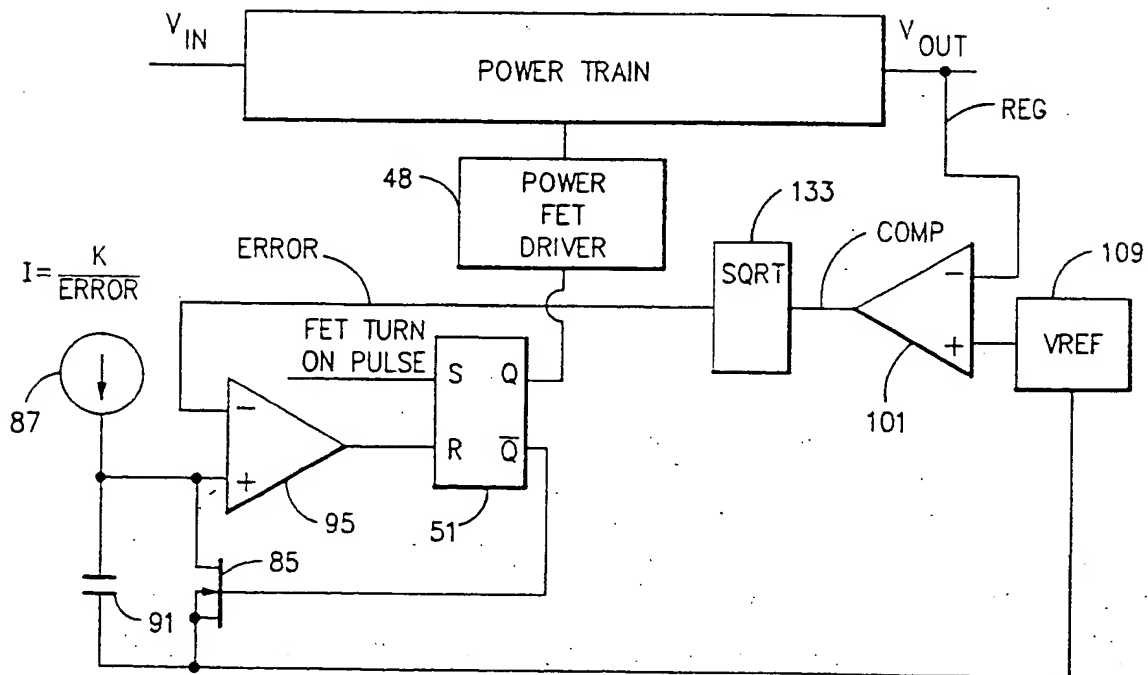 V_IN
POWER TRAIN
V_OUT
REG
48
POWER
FET
DRIVER
133
SQRT
COMP
109
VREF
ERROR
I = K / ERROR
FET TURN
ON PULSE
S
Q
R
Q̅
−
+
101
87
−
+
95
51
85
91